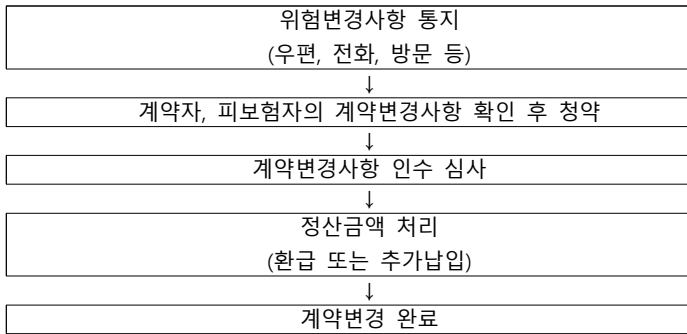 위험변경사항 통지
(우편, 전화, 방문 등)
↓
계약자, 피보험자의 계약변경사항 확인 후 청약
↓
계약변경사항 인수 심사
↓
정산금액 처리
(환급 또는 추가납입)
↓
계약변경 완료